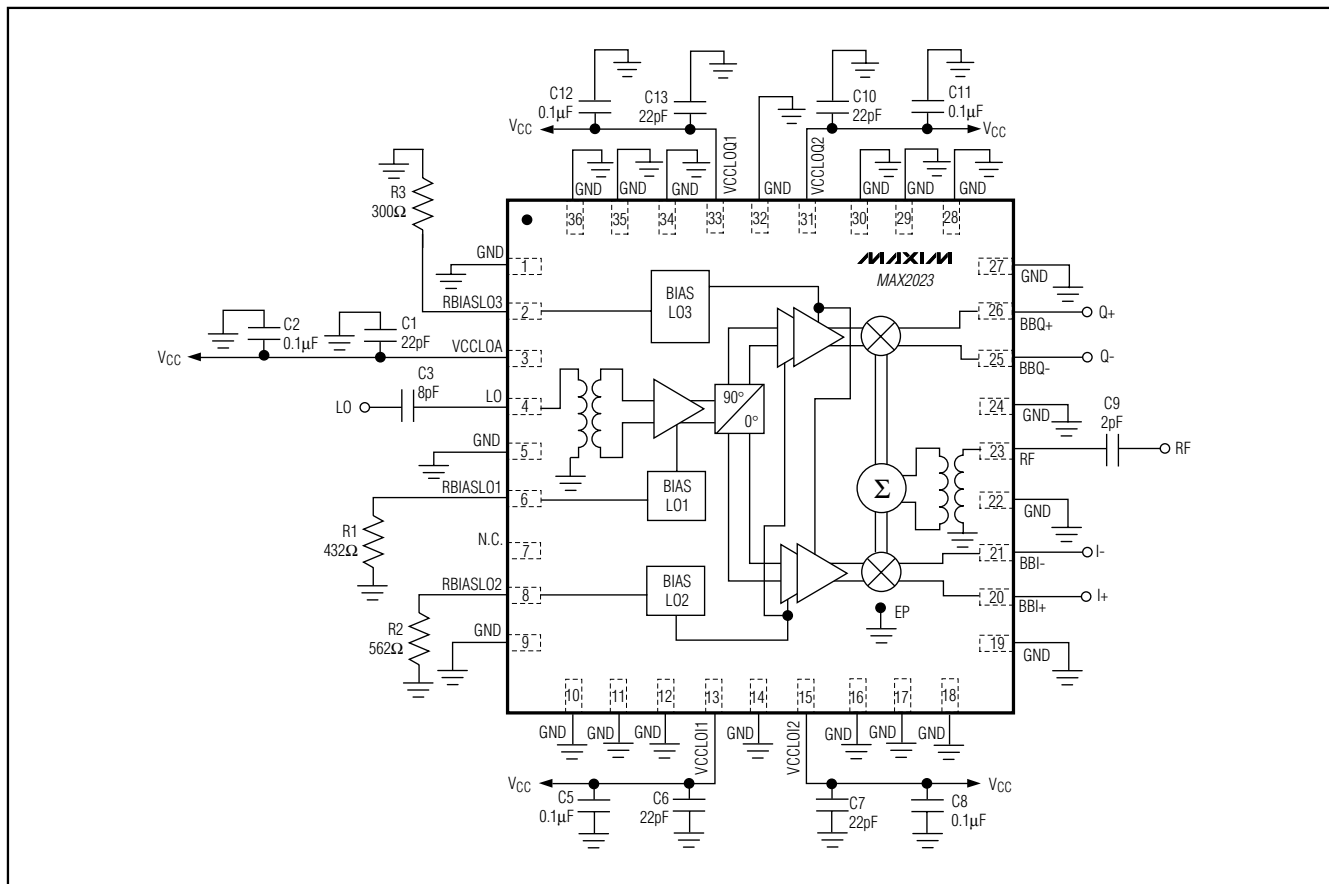 C12
0.1µF
C13
22pF
C10
22pF
C11
0.1µF
VCC
VCC
VCCLOQ1
VCCLOQ2
GND
GND
GND
GND
GND
GND
GND
36
35
34
33
32
31
30
29
28
R3
300Ω
GND
1
MAXIM
MAX2023
27
GND
RBIASLO3
2
BIAS
LO3
26
BBQ+
Q+
C2
0.1µF
C1
22pF
VCC
VCCLOA
3
25
BBQ-
Q-
C3
8pF
LO
LO
4
90°
0°
24
GND
C9
2pF
GND
5
23
RF
RF
RBIASLO1
6
BIAS
LO1
Σ
22
GND
R1
432Ω
N.C.
7
21
BBI-
I-
RBIASLO2
8
BIAS
LO2
20
BBI+
I+
EP
R2
562Ω
GND
9
19
GND
10
11
12
13
14
15
16
17
18
GND
GND
GND
VCCLOI1
GND
VCCLOI2
GND
GND
GND
VCC
VCC
C5
0.1µF
C6
22pF
C7
22pF
C8
0.1µF